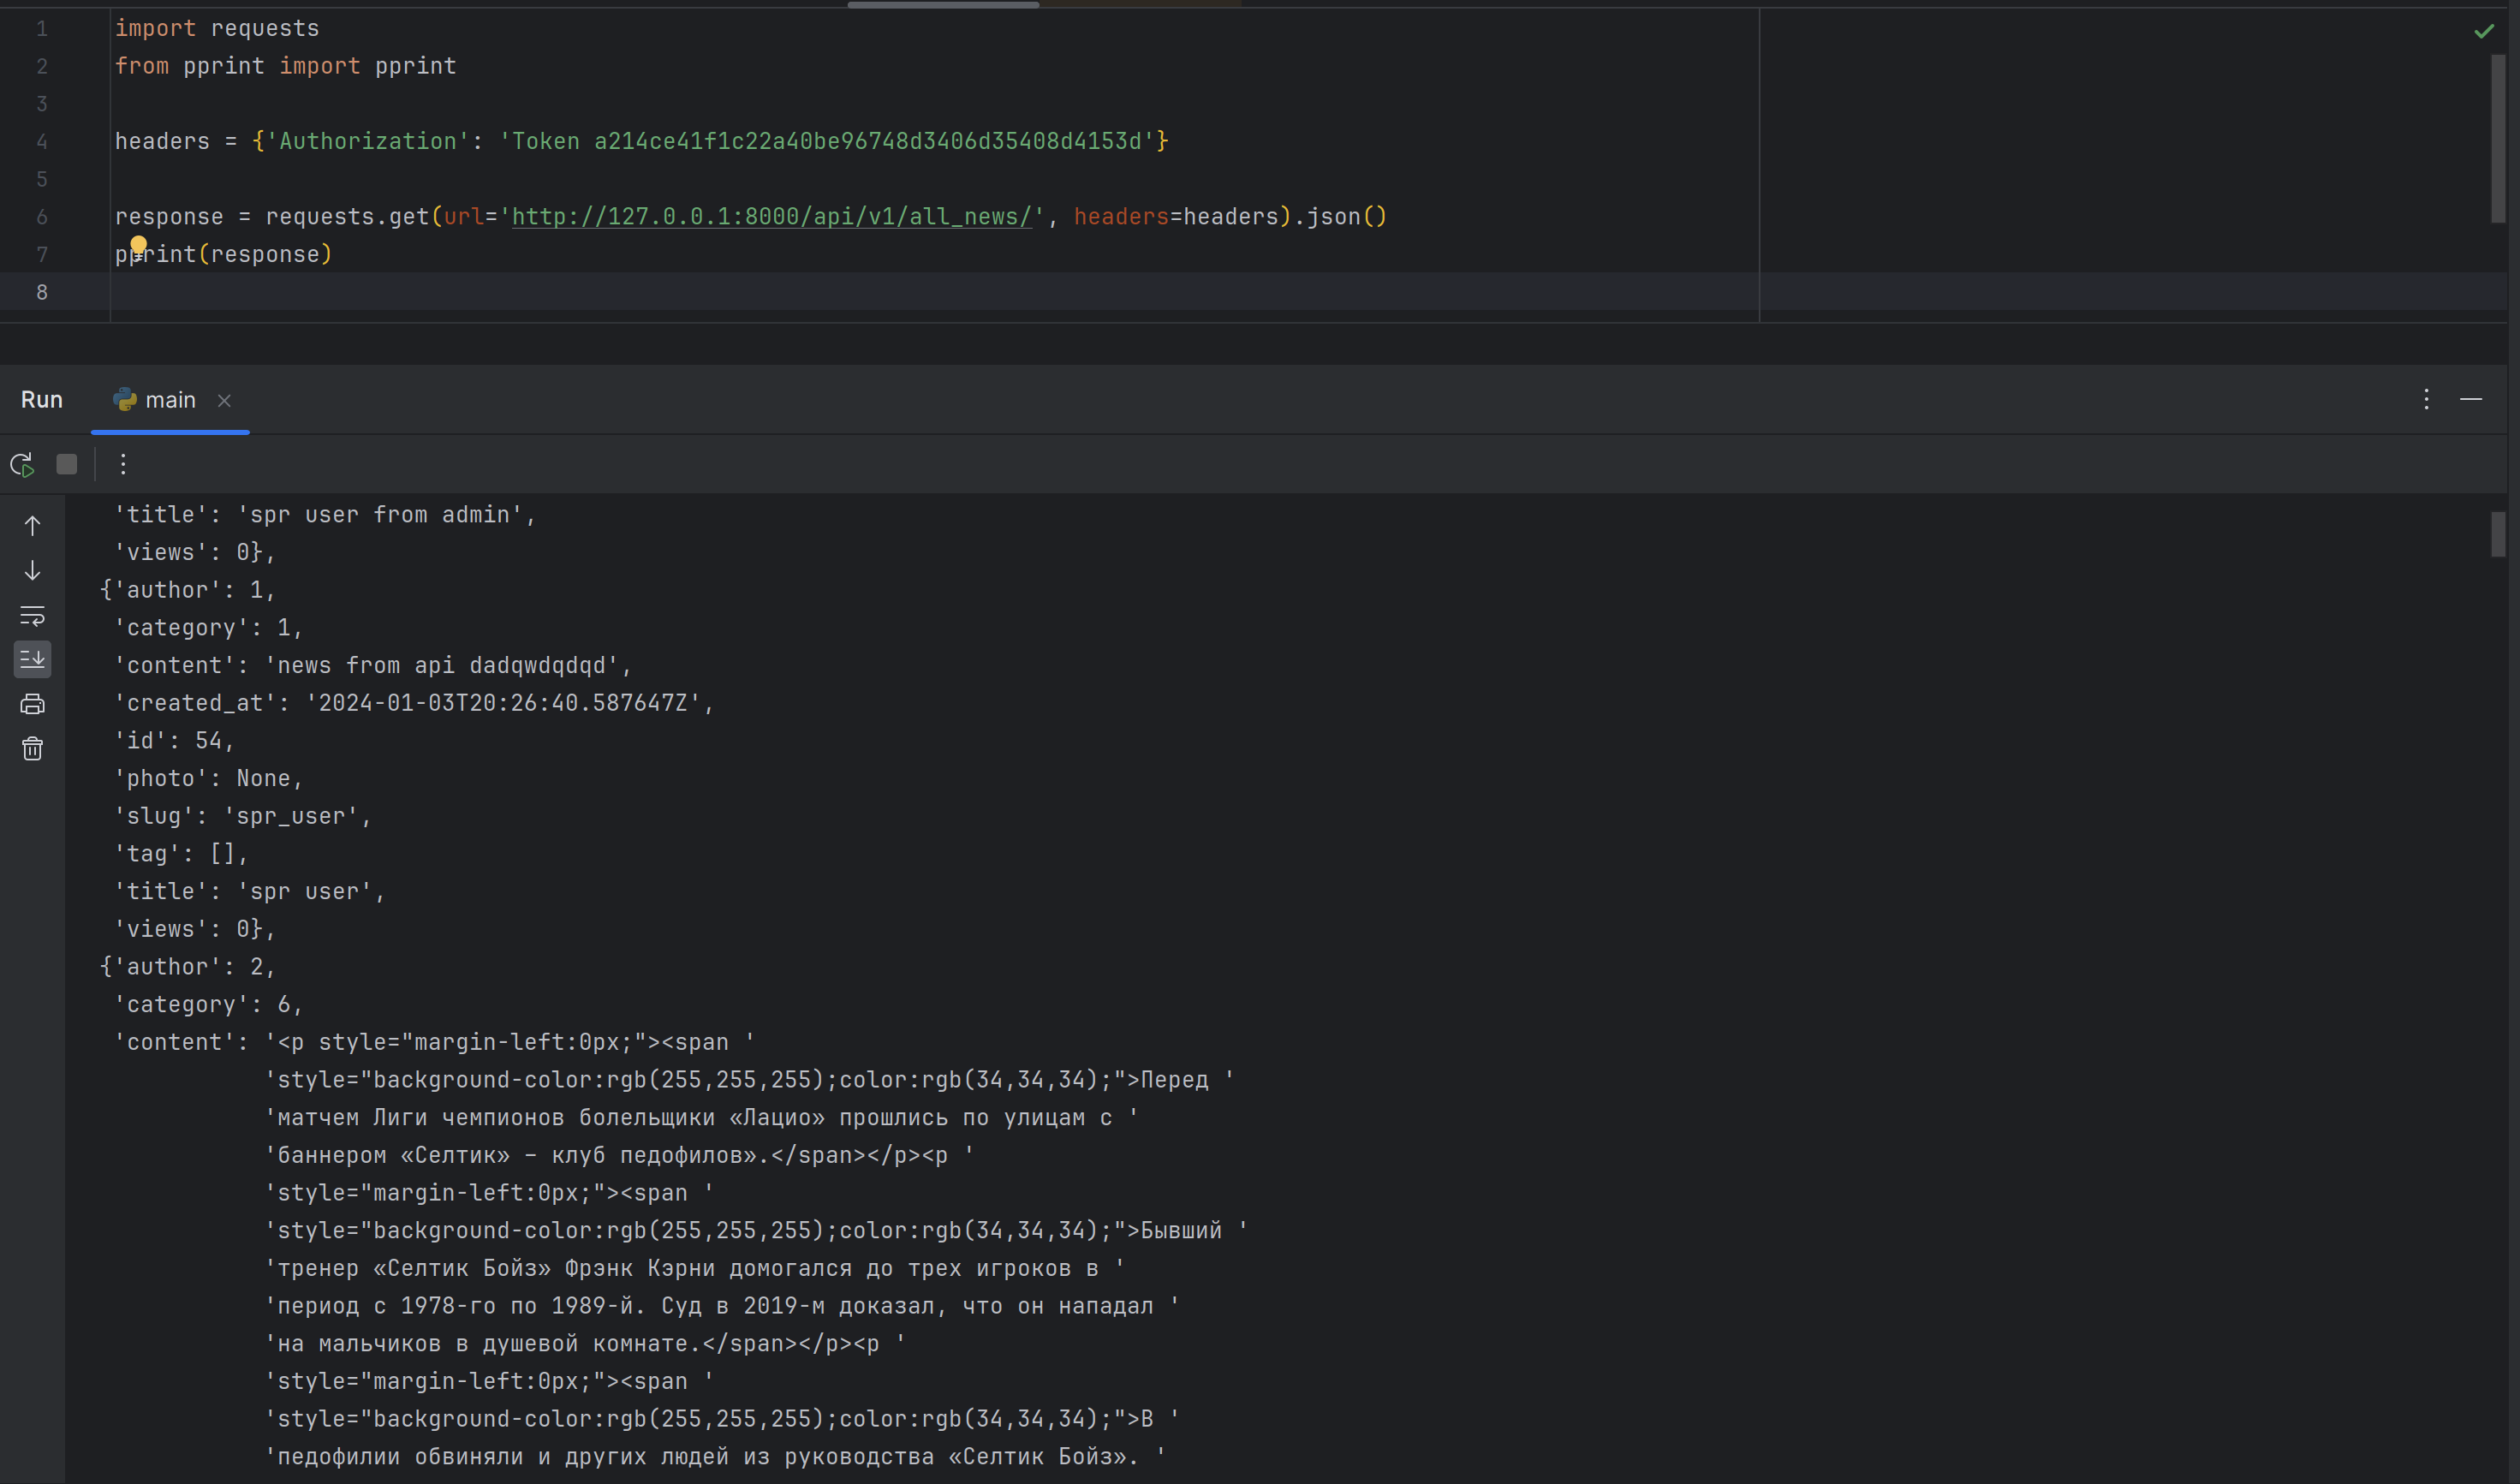 1 import requests
2 from pprint import pprint
3
4 headers = {'Authorization': 'Token a214ce41f1c22a40be96748d3406d35408d4153d'}
5
6 response = requests.get(url='http://127.0.0.1:8000/api/v1/all_news/', headers=headers).json()
7 pprint(response)
8
Run main
'title': 'spr user from admin',
'views': 0},
{'author': 1,
'category': 1,
'content': 'news from api dadqwdqdqd',
'created_at': '2024-01-03T20:26:40.587647Z',
'id': 54,
'photo': None,
'slug': 'spr_user',
'tag': [],
'title': 'spr user',
'views': 0},
{'author': 2,
'category': 6,
'content': '<p style="margin-left:0px;"><span '
'style="background-color:rgb(255,255,255);color:rgb(34,34,34);">Перед '
'матчем Лиги чемпионов болельщики «Лацио» прошлись по улицам с '
'баннером «Селтик» – клуб педофилов».</span></p><p '
'style="margin-left:0px;"><span '
'style="background-color:rgb(255,255,255);color:rgb(34,34,34);">Бывший '
'тренер «Селтик Бойз» Фрэнк Кэрни домогался до трех игроков в '
'период с 1978-го по 1989-й. Суд в 2019-м доказал, что он нападал '
'на мальчиков в душевой комнате.</span></p><p '
'style="margin-left:0px;"><span '
'style="background-color:rgb(255,255,255);color:rgb(34,34,34);">В '
'педофилии обвиняли и других людей из руководства «Селтик Бойз». '